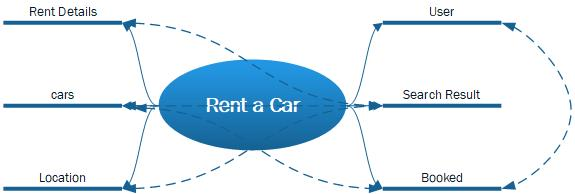 Rent Details
User
cars
Rent a Car
Search Result
Location
Booked